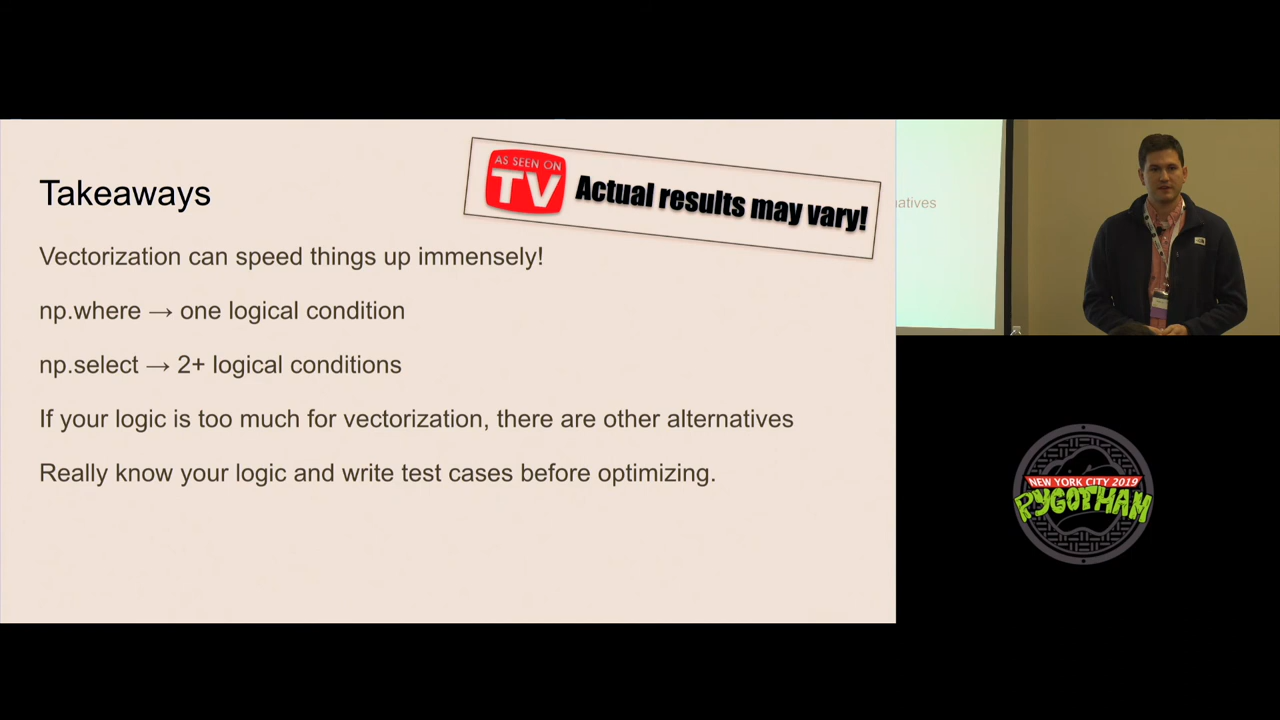 Takeaways
AS SEEN ON
TV
Actual results may vary!
Vectorization can speed things up immensely!
np.where → one logical condition
np.select → 2+ logical conditions
If your logic is too much for vectorization, there are other alternatives
Really know your logic and write test cases before optimizing.
natives
NEW YORK CITY 2019
PYGOTHAM